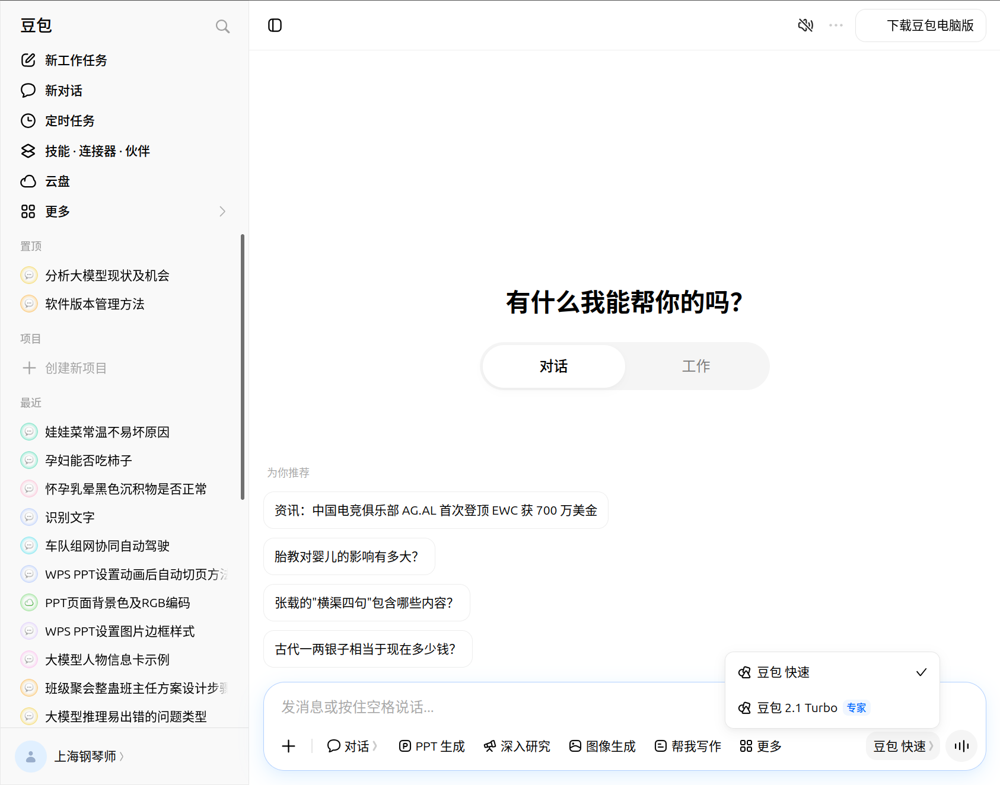 豆包
新工作任务
新对话
定时任务
技能 · 连接器 · 伙伴
云盘
更多
置顶
分析大模型现状及机会
软件版本管理方法
项目
创建新项目
最近
娃娃菜常温不易坏原因
孕妇能否吃柿子
怀孕乳晕黑色沉积物是否正常
识别文字
车队组网协同自动驾驶
WPS PPT设置动画后自动切页方法
PPT页面背景色及RGB编码
WPS PPT设置图片边框样式
大模型人物信息卡示例
班级聚会整蛊班主任方案设计步骤
大模型推理易出错的问题类型
上海钢琴师
下载豆包电脑版
有什么我能帮你的吗？
对话
工作
为你推荐
资讯：中国电竞俱乐部 AG.AL 首次登顶 EWC 获 700 万美金
胎教对婴儿的影响有多大？
张载的"横渠四句"包含哪些内容？
古代一两银子相当于现在多少钱？
豆包 快速
豆包 2.1 Turbo 专家
发消息或按住空格说话...
对话
PPT 生成
深入研究
图像生成
帮我写作
更多
豆包 快速